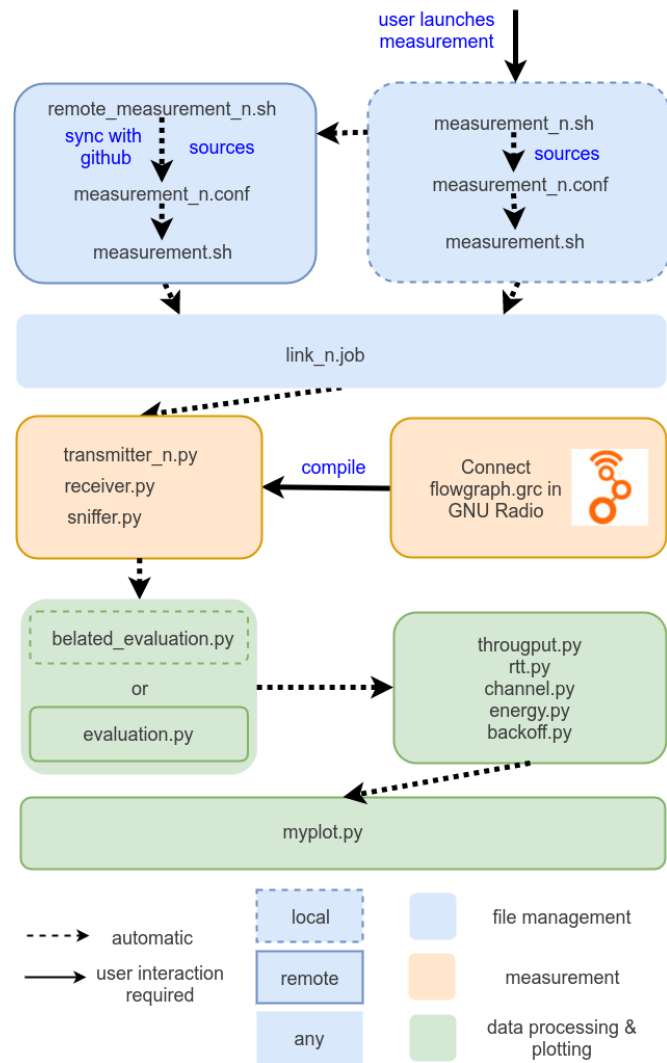 user launches
measurement
remote_measurement_n.sh
sync with
github
sources
measurement_n.conf
measurement.sh
measurement_n.sh
sources
measurement_n.conf
measurement.sh
link_n.job
transmitter_n.py
receiver.py
sniffer.py
compile
Connect
flowgraph.grc in
GNU Radio
belated_evaluation.py
or
evaluation.py
througput.py
rtt.py
channel.py
energy.py
backoff.py
myplot.py
automatic
user interaction
required
local
remote
any
file management
measurement
data processing &
plotting